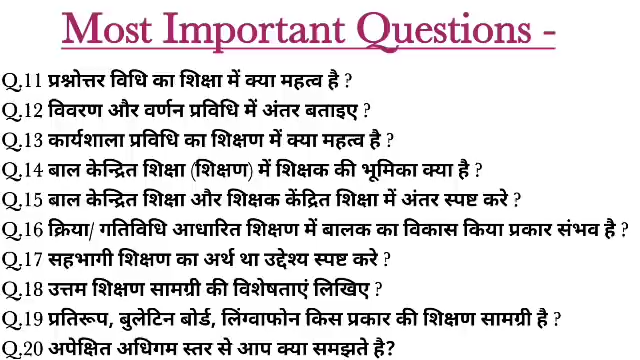 Most Important Questions -
Q.11 प्रश्नोत्तर विधि का शिक्षा में क्या महत्व है ?
Q.12 विवरण और वर्णन प्रविधि में अंतर बताइए ?
Q.13 कार्यशाला प्रविधि का शिक्षण में क्या महत्व है ?
Q.14 बाल केन्द्रित शिक्षा (शिक्षण) में शिक्षक की भूमिका क्या है ?
Q.15 बाल केन्द्रित शिक्षा और शिक्षक केंद्रित शिक्षा में अंतर स्पष्ट करे ?
Q.16 क्रिया/ गतिविधि आधारित शिक्षण में बालक का विकास किया प्रकार संभव है ?
Q.17 सहभागी शिक्षण का अर्थ था उद्देश्य स्पष्ट करे ?
Q.18 उत्तम शिक्षण सामग्री की विशेषताएं लिखिए ?
Q.19 प्रतिरूप, बुलेटिन बोर्ड, लिंग्वाफोन किस प्रकार की शिक्षण सामग्री है ?
Q.20 अपेक्षित अधिगम स्तर से आप क्या समझते है?